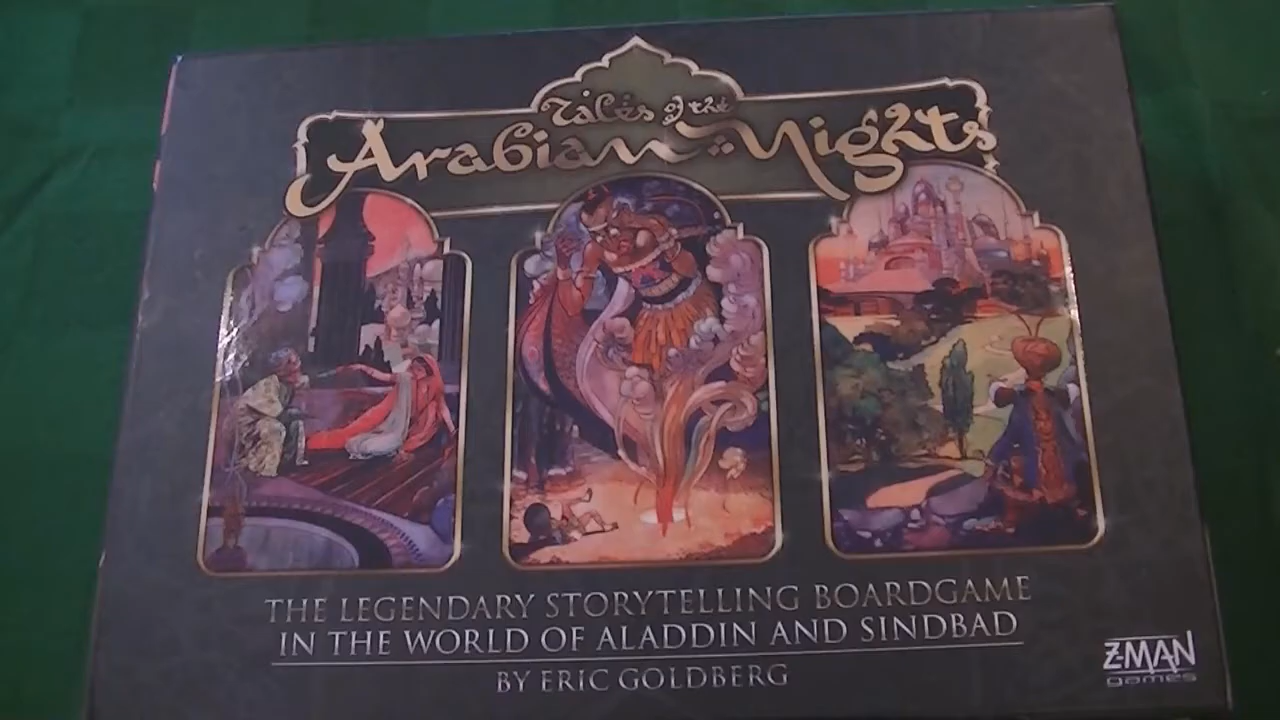 Tales of the
Arabian Nights
THE LEGENDARY STORYTELLING BOARDGAME
IN THE WORLD OF ALADDIN AND SINDBAD
BY ERIC GOLDBERG
Z-MAN
games